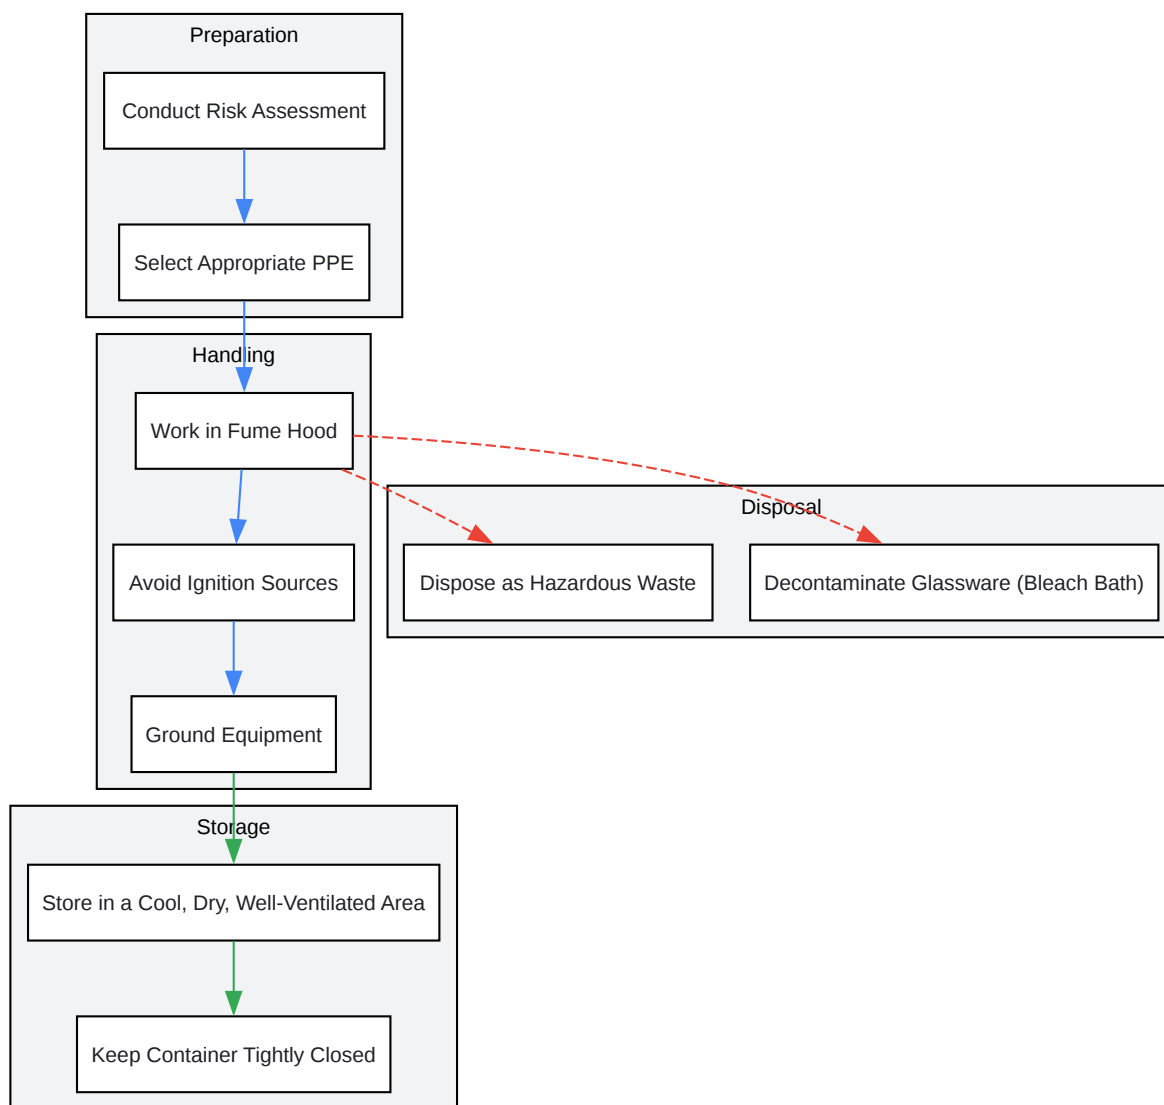 Preparation
Conduct Risk Assessment
Select Appropriate PPE
Handling
Work in Fume Hood
Disposal
Avoid Ignition Sources
Dispose as Hazardous Waste
Decontaminate Glassware (Bleach Bath)
Ground Equipment
Storage
Store in a Cool, Dry, Well-Ventilated Area
Keep Container Tightly Closed